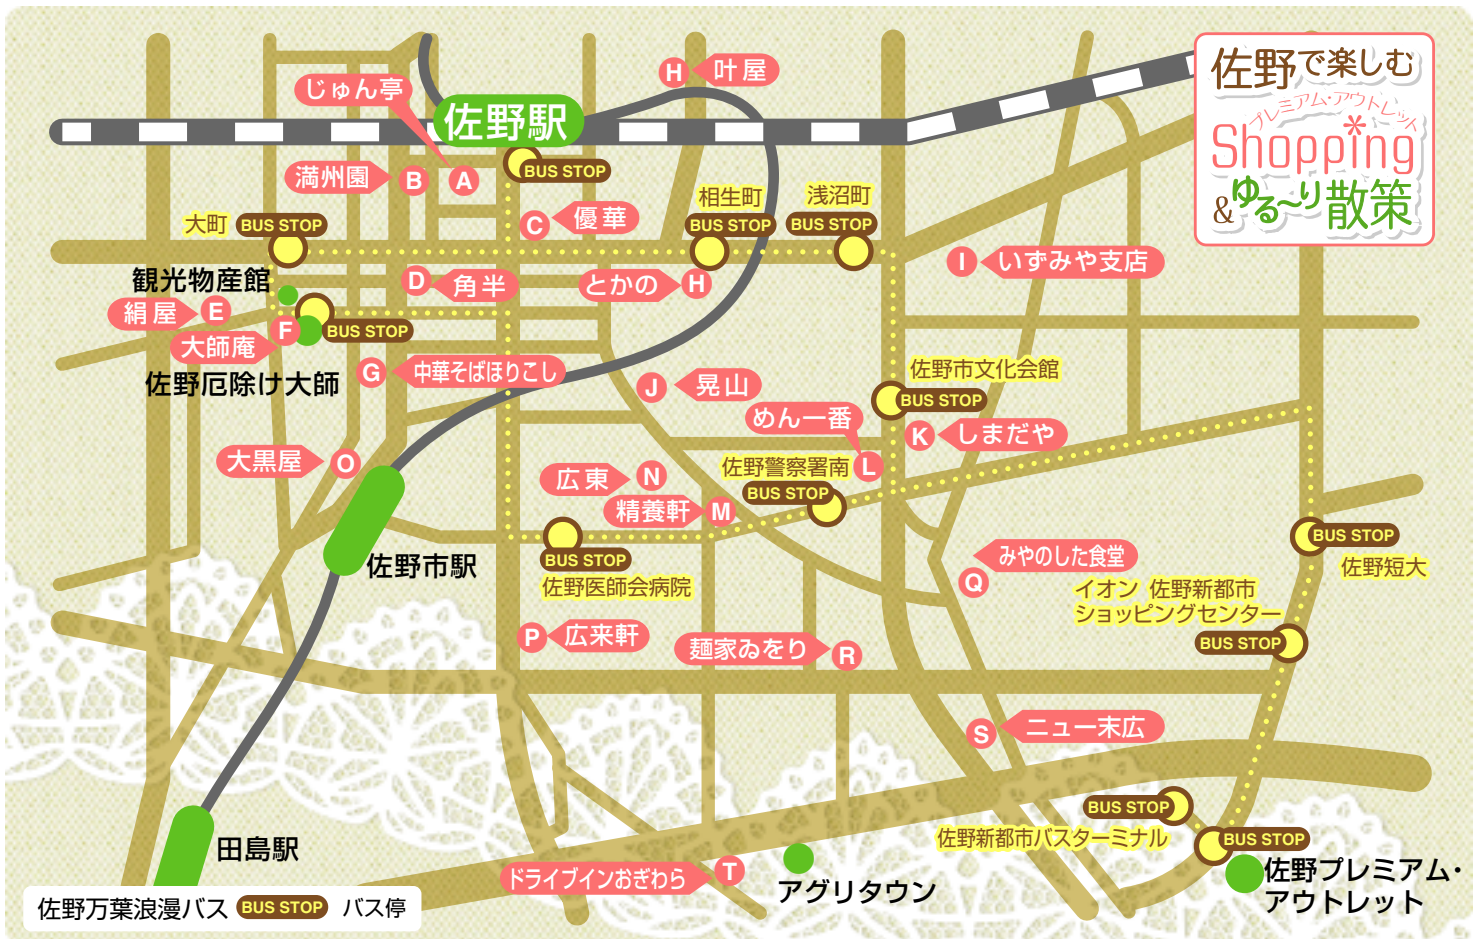 佐野で楽しむ
プレミアム・アウトレット
Shopping
&ゆる〜り散策
じゅん亭
佐野駅
H
叶屋
BUS STOP
満州園
B
A
大町
BUS STOP
C
優華
相生町
BUS STOP
浅沼町
BUS STOP
I
いずみや支店
観光物産館
D
角半
とかの
H
絹屋
E
F
BUS STOP
大師庵
佐野厄除け大師
G
中華そばほりこし
J
晃山
佐野市文化会館
BUS STOP
めん一番
K
しまだや
大黒屋
O
広東
N
佐野警察署南
L
BUS STOP
精養軒
M
佐野市駅
BUS STOP
佐野医師会病院
みやのした食堂
Q
BUS STOP
佐野短大
イオン 佐野新都市
ショッピングセンター
BUS STOP
P
広来軒
麺家ゐをり
R
S
ニュー末広
BUS STOP
佐野新都市バスターミナル
BUS STOP
田島駅
ドライブインおぎわら
T
アグリタウン
佐野プレミアム・
アウトレット
佐野万葉浪漫バス BUS STOP バス停